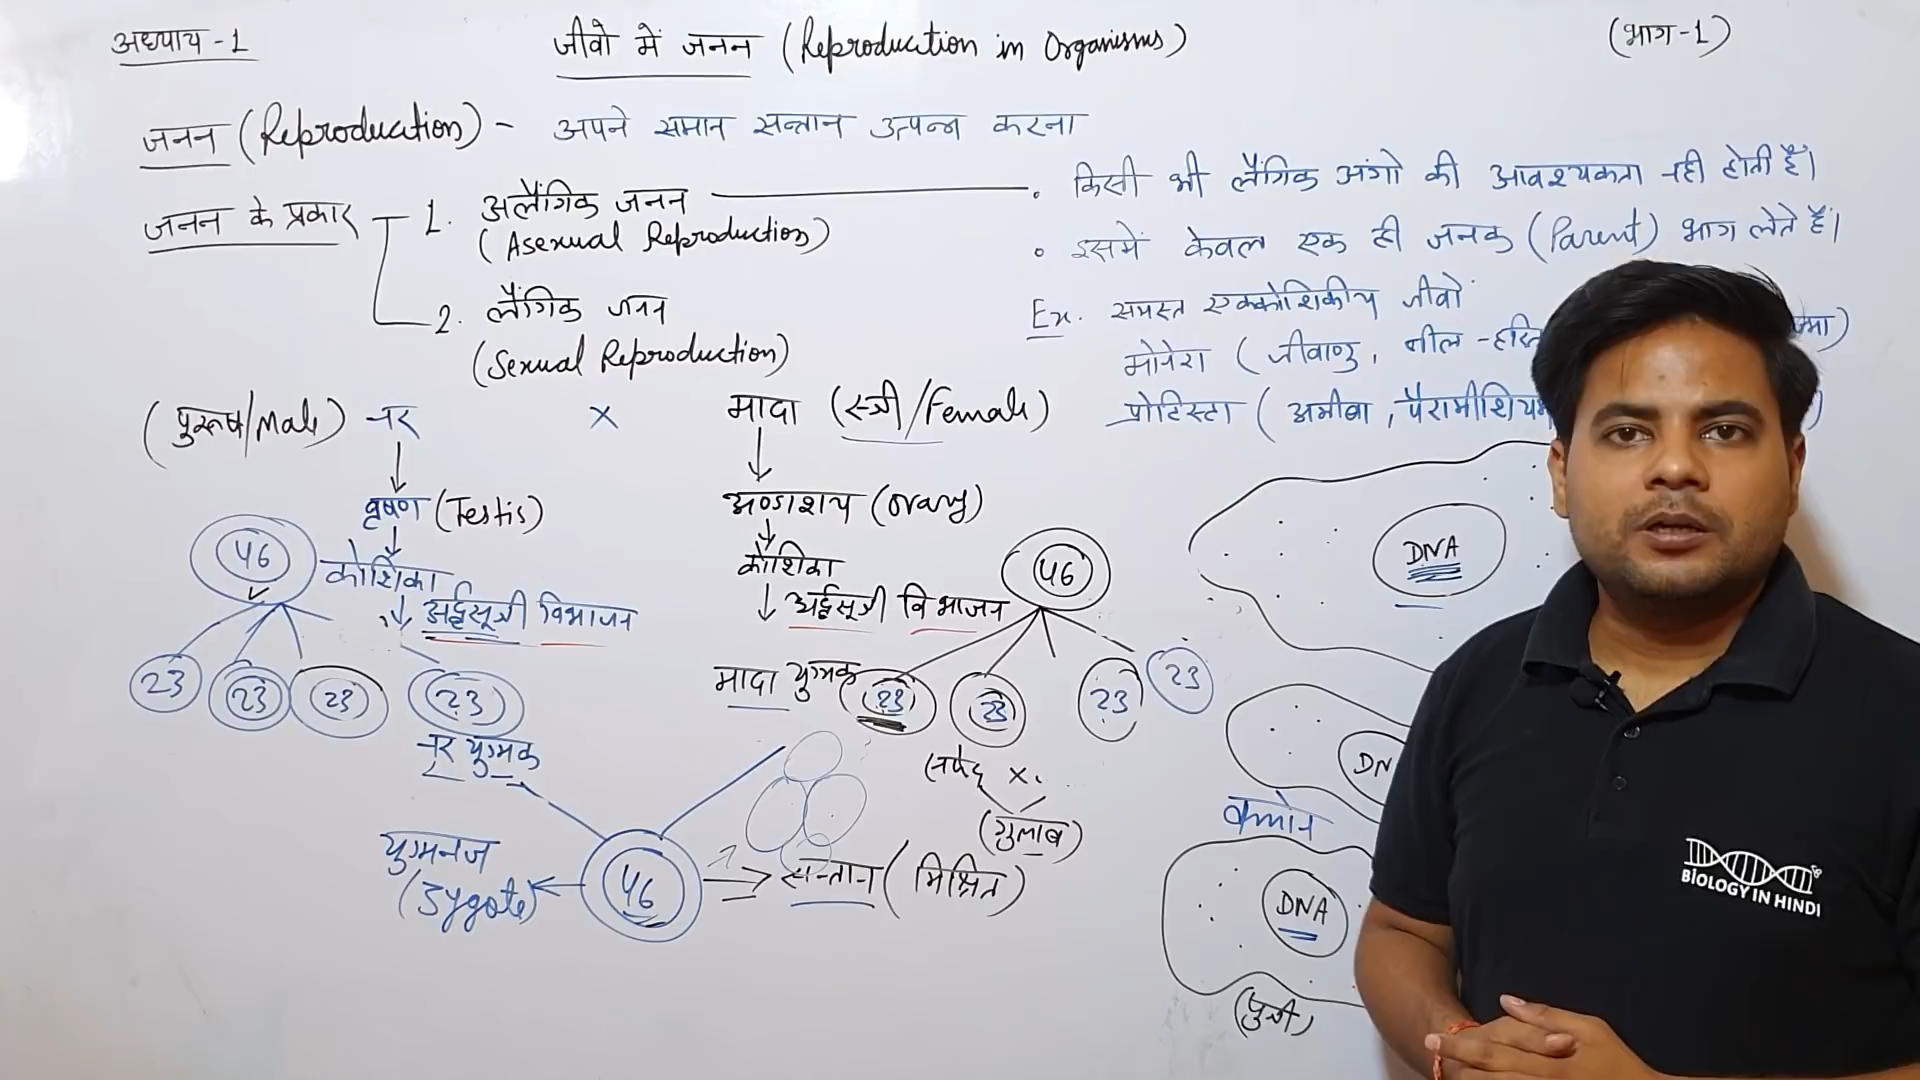 अध्याय -1
जीवो में जनन (Reproduction in Organisms)
(भाग-1)
जनन (Reproduction) - अपने समान सन्तान उत्पन्न करना
जनन के प्रकार
1. अलैंगिक जनन
(Asexual Reproduction)
2. लैंगिक जनन
(Sexual Reproduction)
• किसी भी लैंगिक अंगो की आवश्यकता नही होती है।
• इसमें केवल एक ही जनक (Parent) भाग लेते हैं।
Ex. समस्त एककोशिकीय जीवों
मोनेरा ( जीवाणु, नील-हरित
प्रोटिस्टा ( अमीबा, पैरामीशियम
(पुरूष/Male) नर × मादा (स्त्री/Female)
वृषण (Testis)
अण्डाशय (Ovary)
46 कोशिका
कोशिका 46
अर्द्धसूत्री विभाजन
अर्द्धसूत्री विभाजन
23 23 23 23
नर युग्मक
मादा युग्मक 23 23 23 23
सफेद ×
(गुलाब)
युग्मनज
(Zygote)
46
सन्तान (मिश्रित)
DNA
DN
क्लोन
DNA
(पुत्री)
BIOLOGY IN HINDI